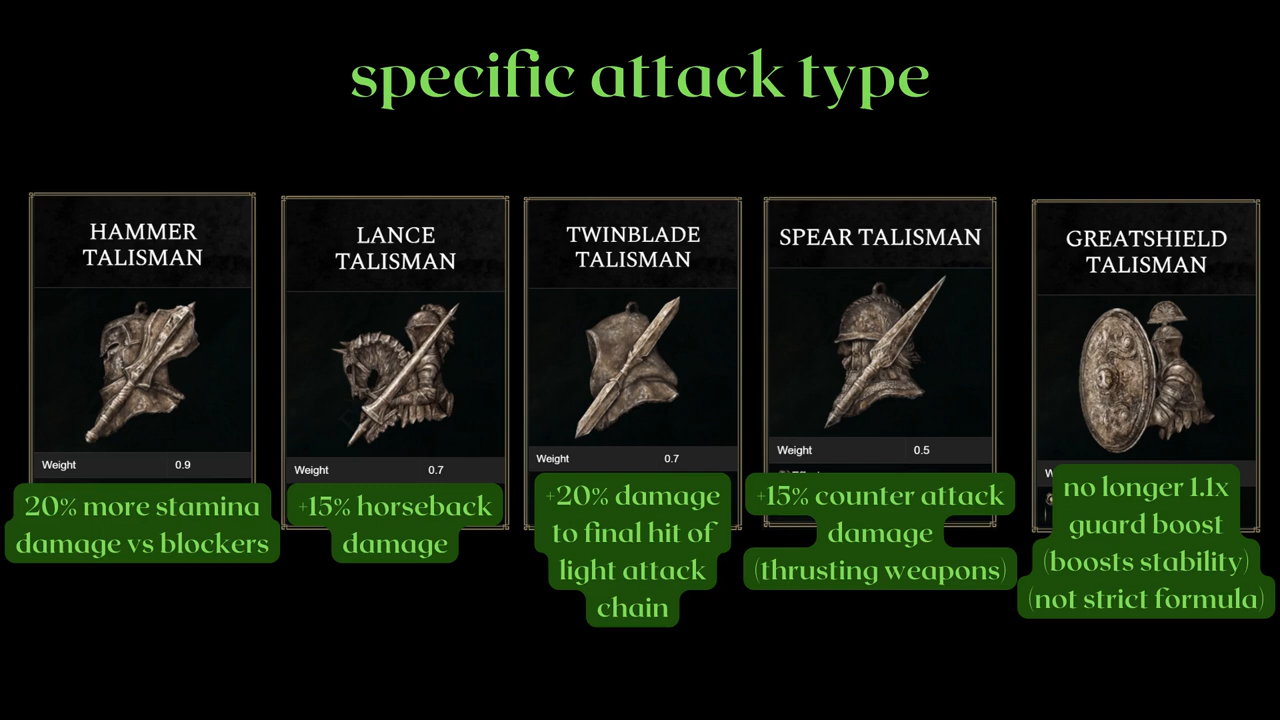 specific attack type
HAMMER
TALISMAN
Weight 0.9
20% more stamina
damage vs blockers
LANCE
TALISMAN
Weight 0.7
+15% horseback
damage
TWINBLADE
TALISMAN
Weight 0.7
+20% damage
to final hit of
light attack
chain
SPEAR TALISMAN
Weight 0.5
+15% counter attack
damage
(thrusting weapons)
GREATSHIELD
TALISMAN
no longer 1.1x
guard boost
(boosts stability)
(not strict formula)